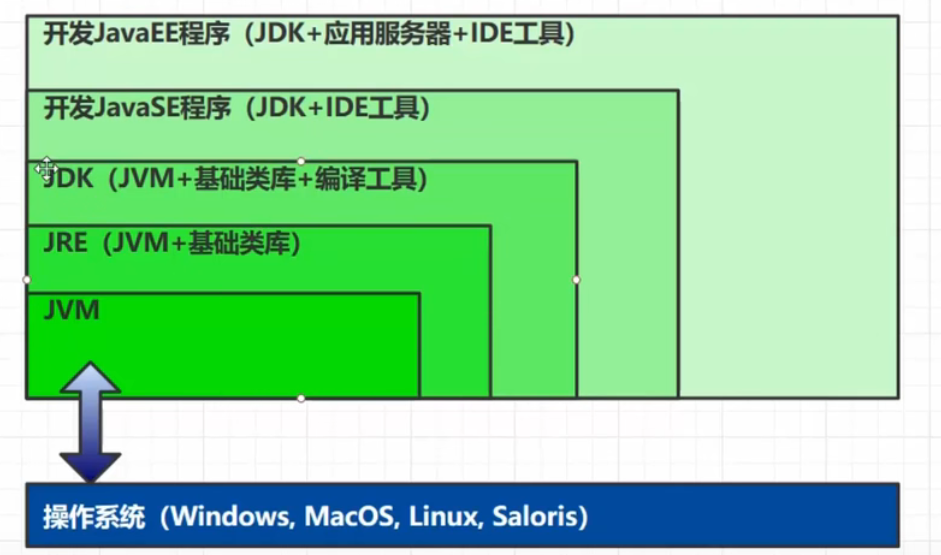 开发JavaEE程序（JDK+应用服务器+IDE工具）
开发JavaSE程序（JDK+IDE工具）
JDK（JVM+基础类库+编译工具）
JRE（JVM+基础类库）
JVM
操作系统（Windows, MacOS, Linux, Saloris）